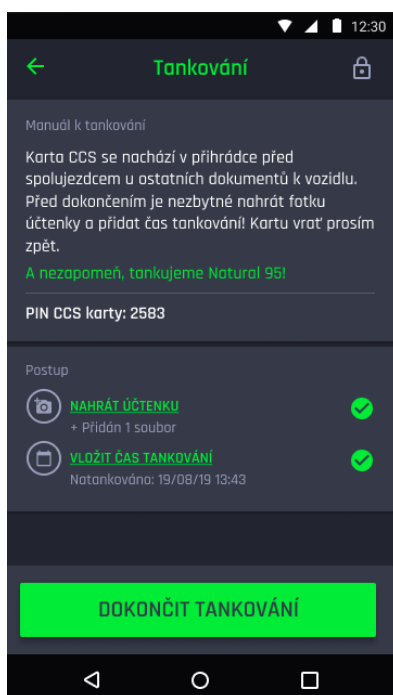 12:30
Tankování
Manuál k tankování
Karta CCS se nachází v přihrádce před
spolujezdcem u ostatních dokumentů k vozidlu.
Před dokončením je nezbytné nahrát fotku
účtenky a přidat čas tankování! Kartu vrať prosím
zpět.
A nezapomeň, tankujeme Natural 95!
PIN CCS karty: 2583
Postup
NAHRÁT ÚČTENKU
+ Přidán 1 soubor
VLOŽIT ČAS TANKOVÁNÍ
Natankováno: 19/08/19 13:43
DOKONČIT TANKOVÁNÍ